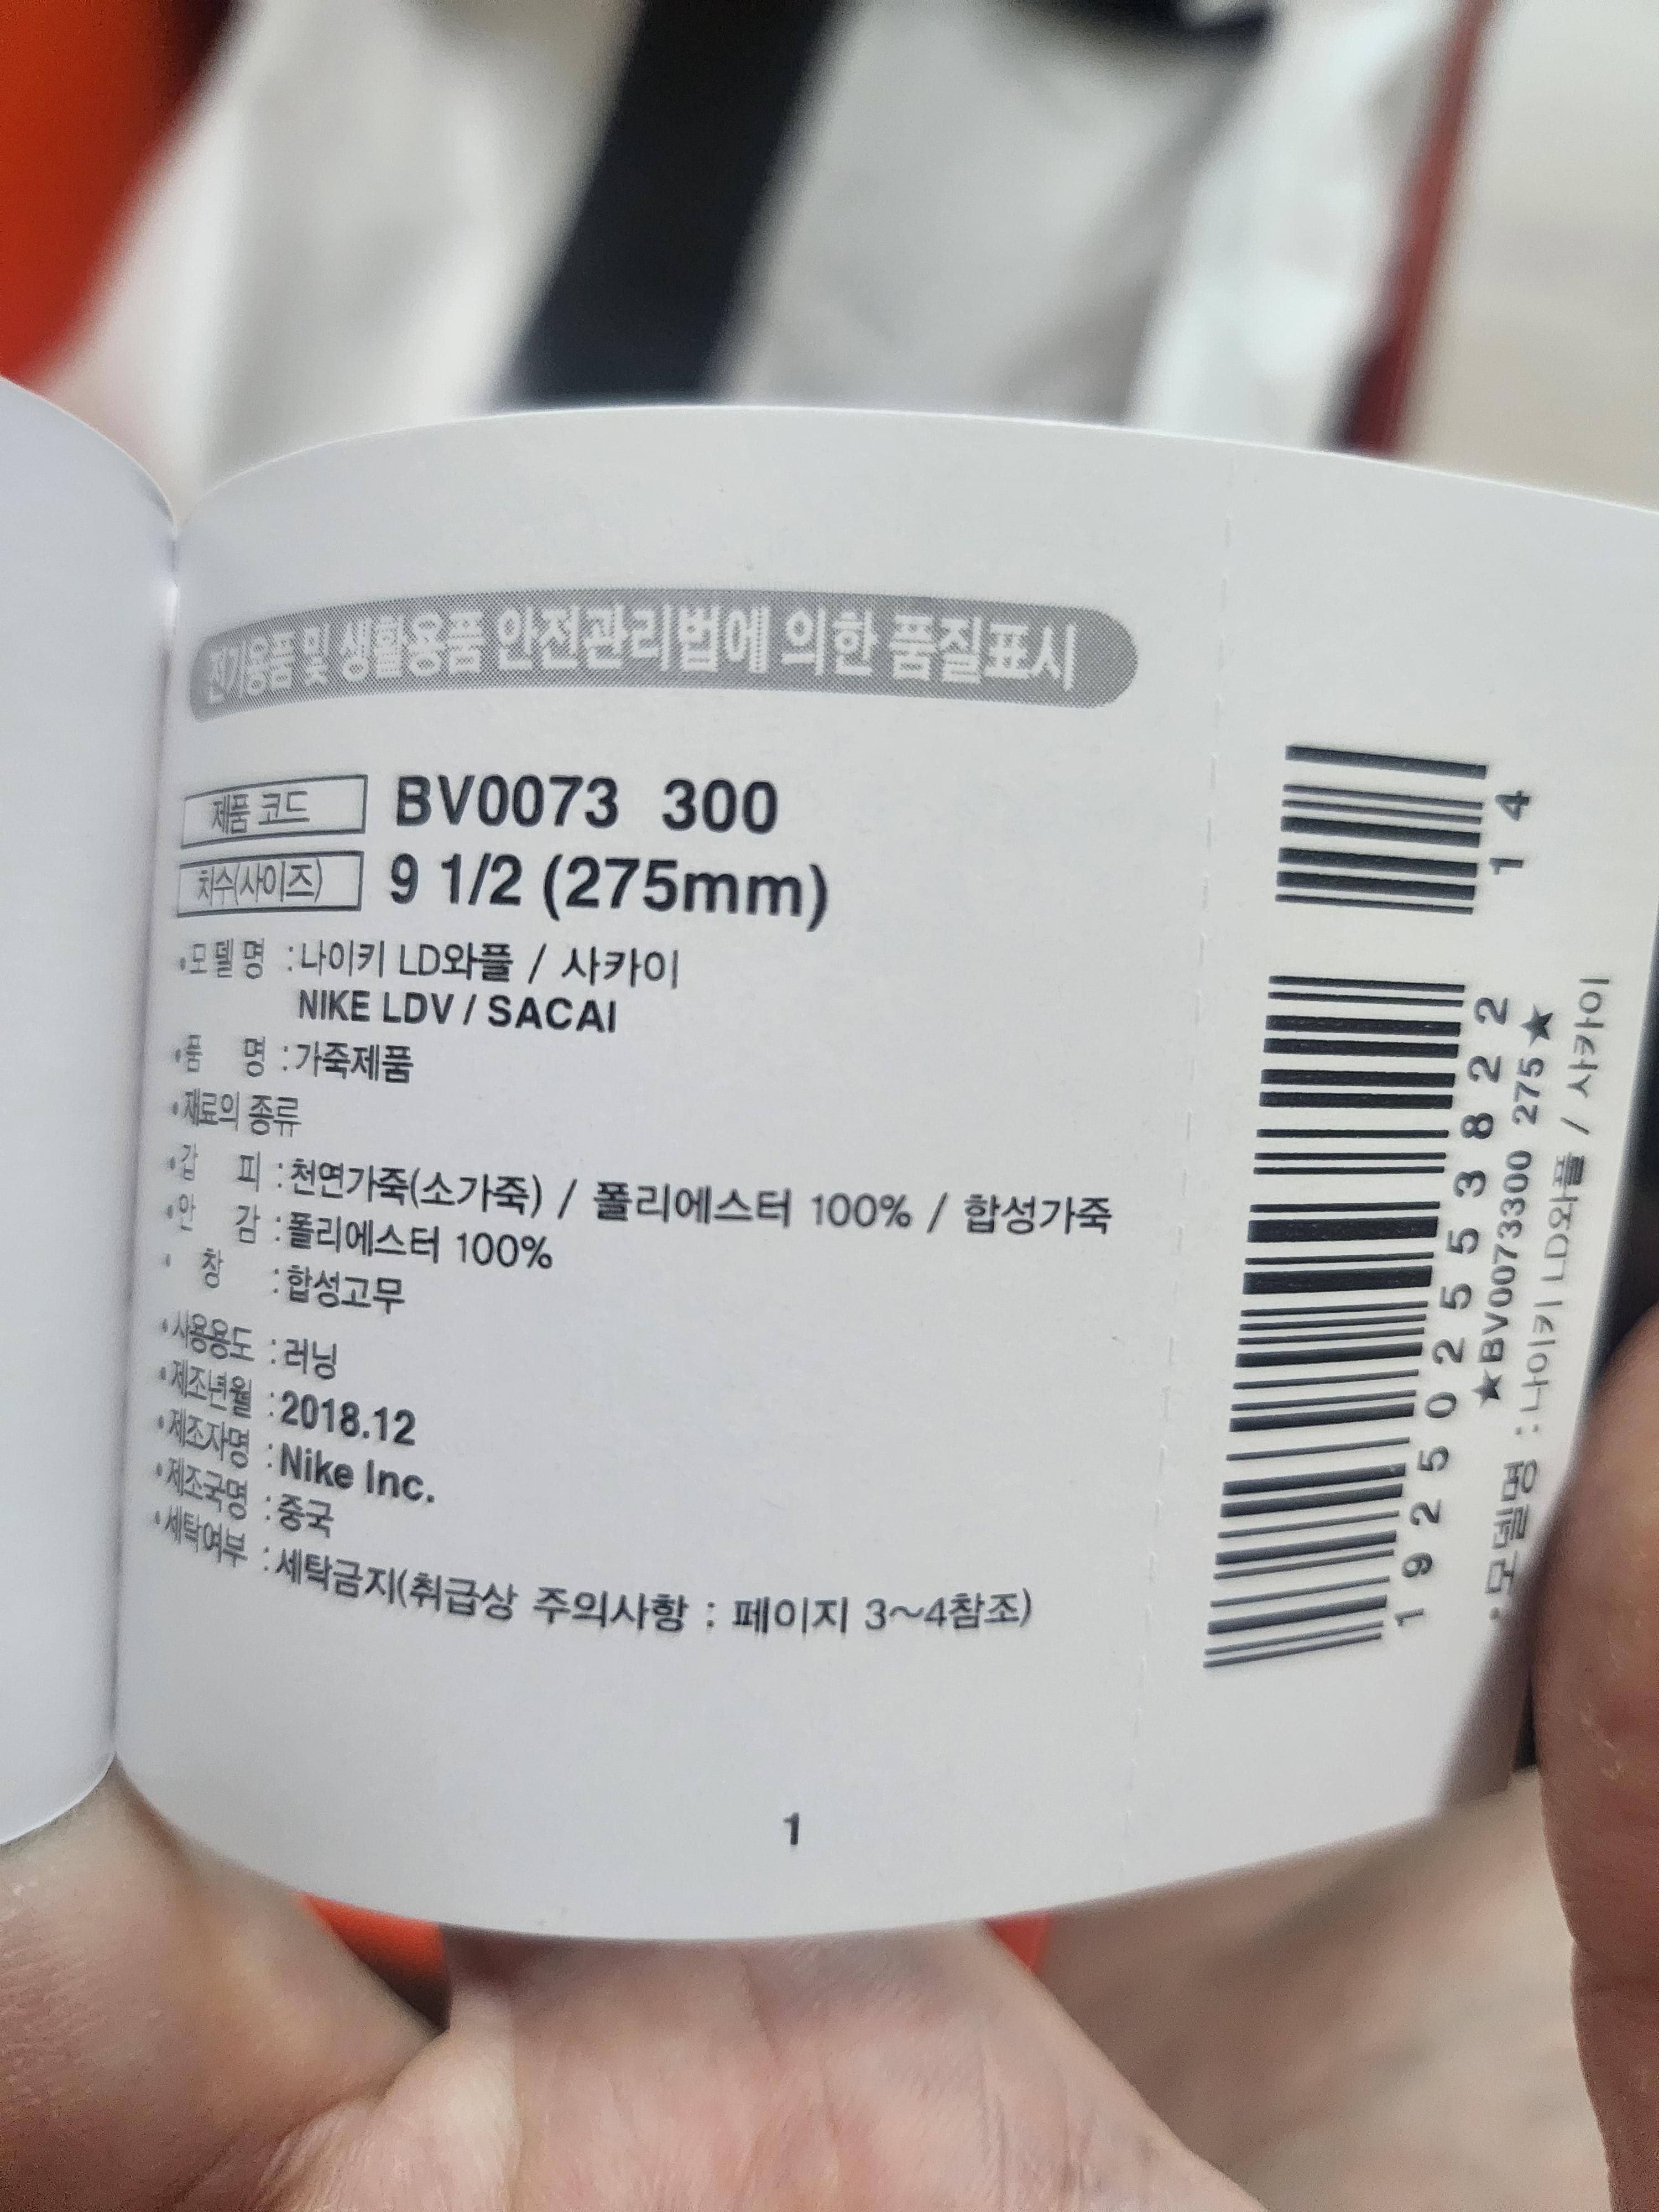 전기용품 및 생활용품 안전관리법에 의한 품질표시
제품 코드 BV0073 300
치수(사이즈) 9 1/2 (275mm)
•모델명 : 나이키 LD와플 / 사카이
NIKE LDV / SACAI
•품 명 : 가죽제품
•재료의 종류
•갑 피 : 천연가죽(소가죽) / 폴리에스터 100% / 합성가죽
•안 감 : 폴리에스터 100%
• 창 : 합성고무
•사용용도 : 러닝
•제조년월 : 2018.12
•제조자명 : Nike Inc.
•제조국명 : 중국
•세탁여부 : 세탁금지(취급상 주의사항 : 페이지 3~4참조)
1
14
192502553822
★BV0073300 275★
•모델명 : 나이키 LD와플 / 사카이